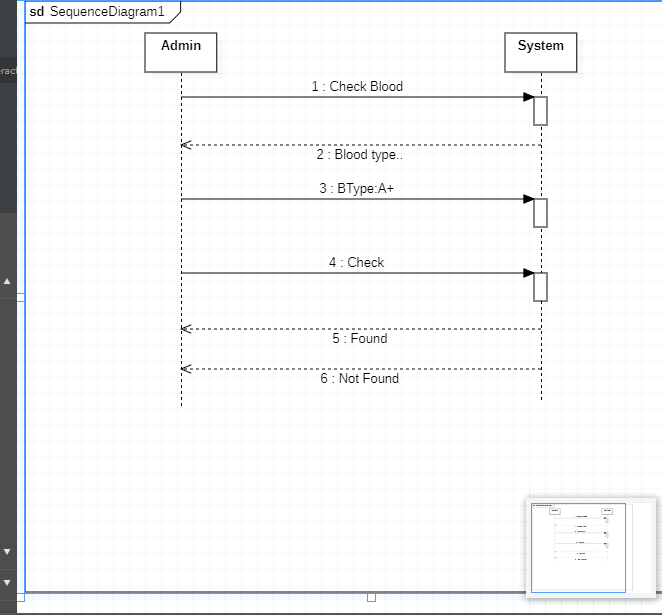 sd SequenceDiagram1
Admin
System
eract
1 : Check Blood
2 : Blood type..
3 : BType:A+
4 : Check
5 : Found
6 : Not Found